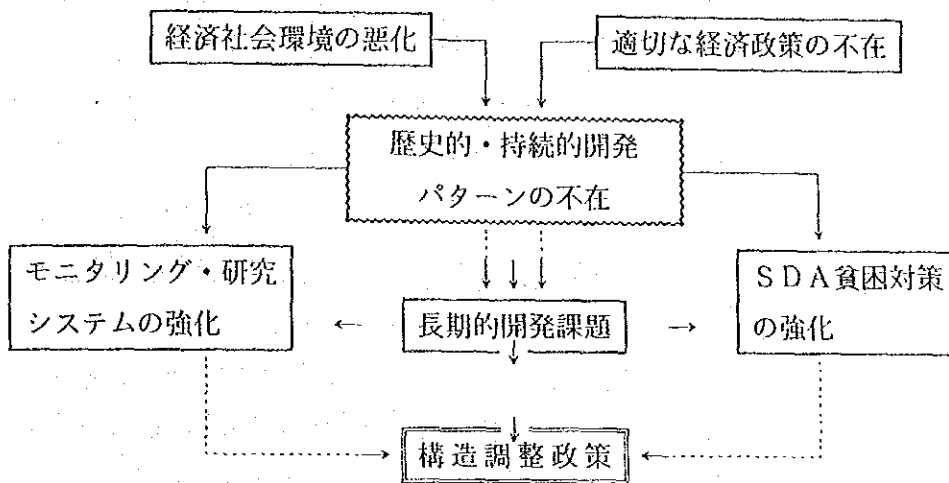 経済社会環境の悪化
適切な経済政策の不在
歴史的・持続的開発
パターンの不在
モニタリング・研究
システムの強化
長期的開発課題
ＳＤＡ貧困対策
の強化
構造調整政策